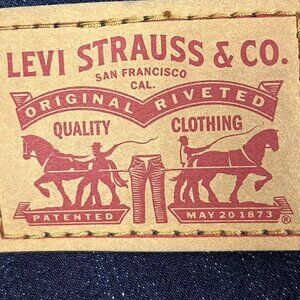 LEVI STRAUSS & CO.
SAN FRANCISCO
CAL.
ORIGINAL RIVETED
QUALITY CLOTHING
PATENTED MAY 20 1873 ®